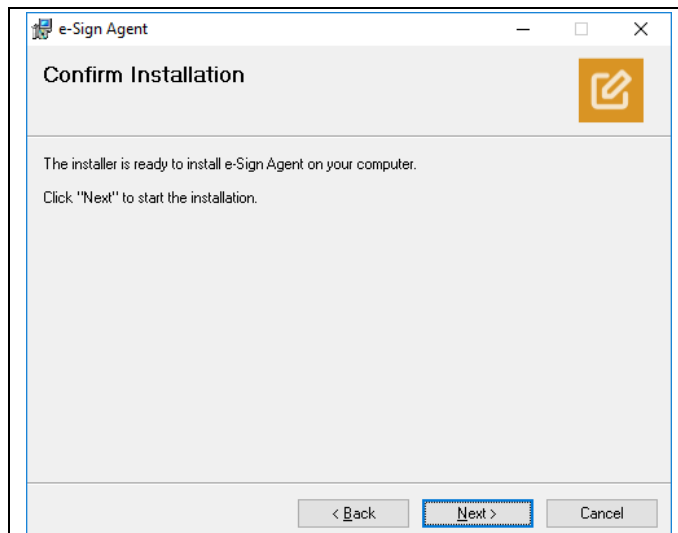 e-Sign Agent
Confirm Installation
The installer is ready to install e-Sign Agent on your computer.
Click "Next" to start the installation.
< Back Next > Cancel